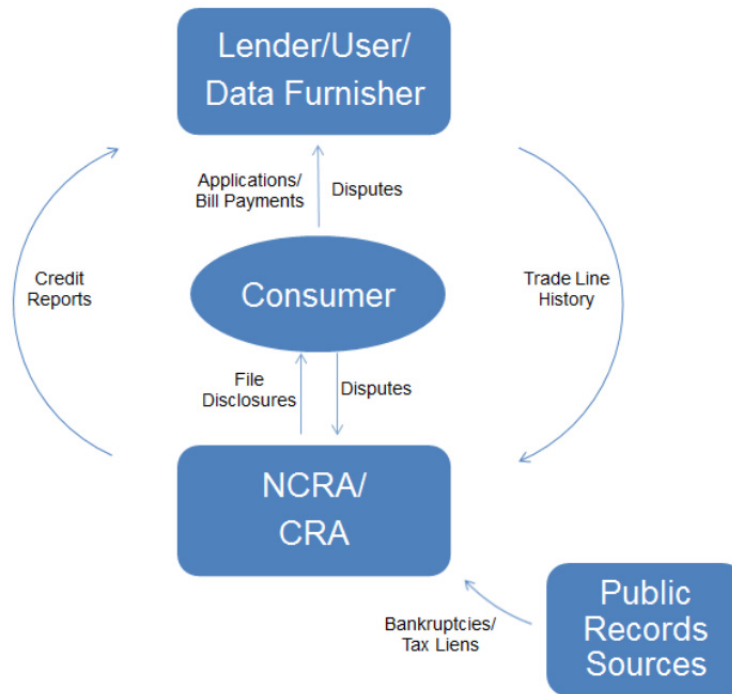 Lender/User/
Data Furnisher
Applications/
Bill Payments
Disputes
Credit
Reports
Consumer
Trade Line
History
File
Disclosures
Disputes
NCRA/
CRA
Bankruptcies/
Tax Liens
Public
Records
Sources